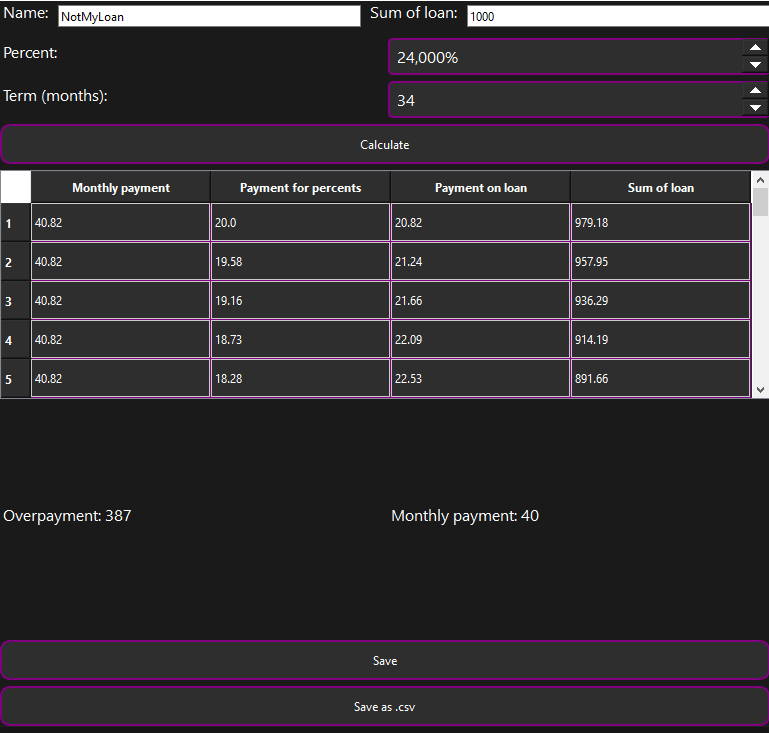 Name: NotMyLoan Sum of loan: 1000
Percent: 24,000%
Term (months): 34
Calculate
Monthly payment Payment for percents Payment on loan Sum of loan
1 40.82 20.0 20.82 979.18
2 40.82 19.58 21.24 957.95
3 40.82 19.16 21.66 936.29
4 40.82 18.73 22.09 914.19
5 40.82 18.28 22.53 891.66
Overpayment: 387 Monthly payment: 40
Save
Save as .csv